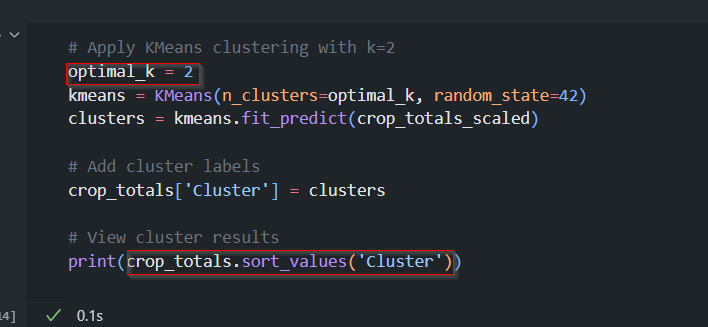 # Apply KMeans clustering with k=2
optimal_k = 2
kmeans = KMeans(n_clusters=optimal_k, random_state=42)
clusters = kmeans.fit_predict(crop_totals_scaled)
# Add cluster labels
crop_totals['Cluster'] = clusters
# View cluster results
print(crop_totals.sort_values('Cluster'))
4]
0.1s